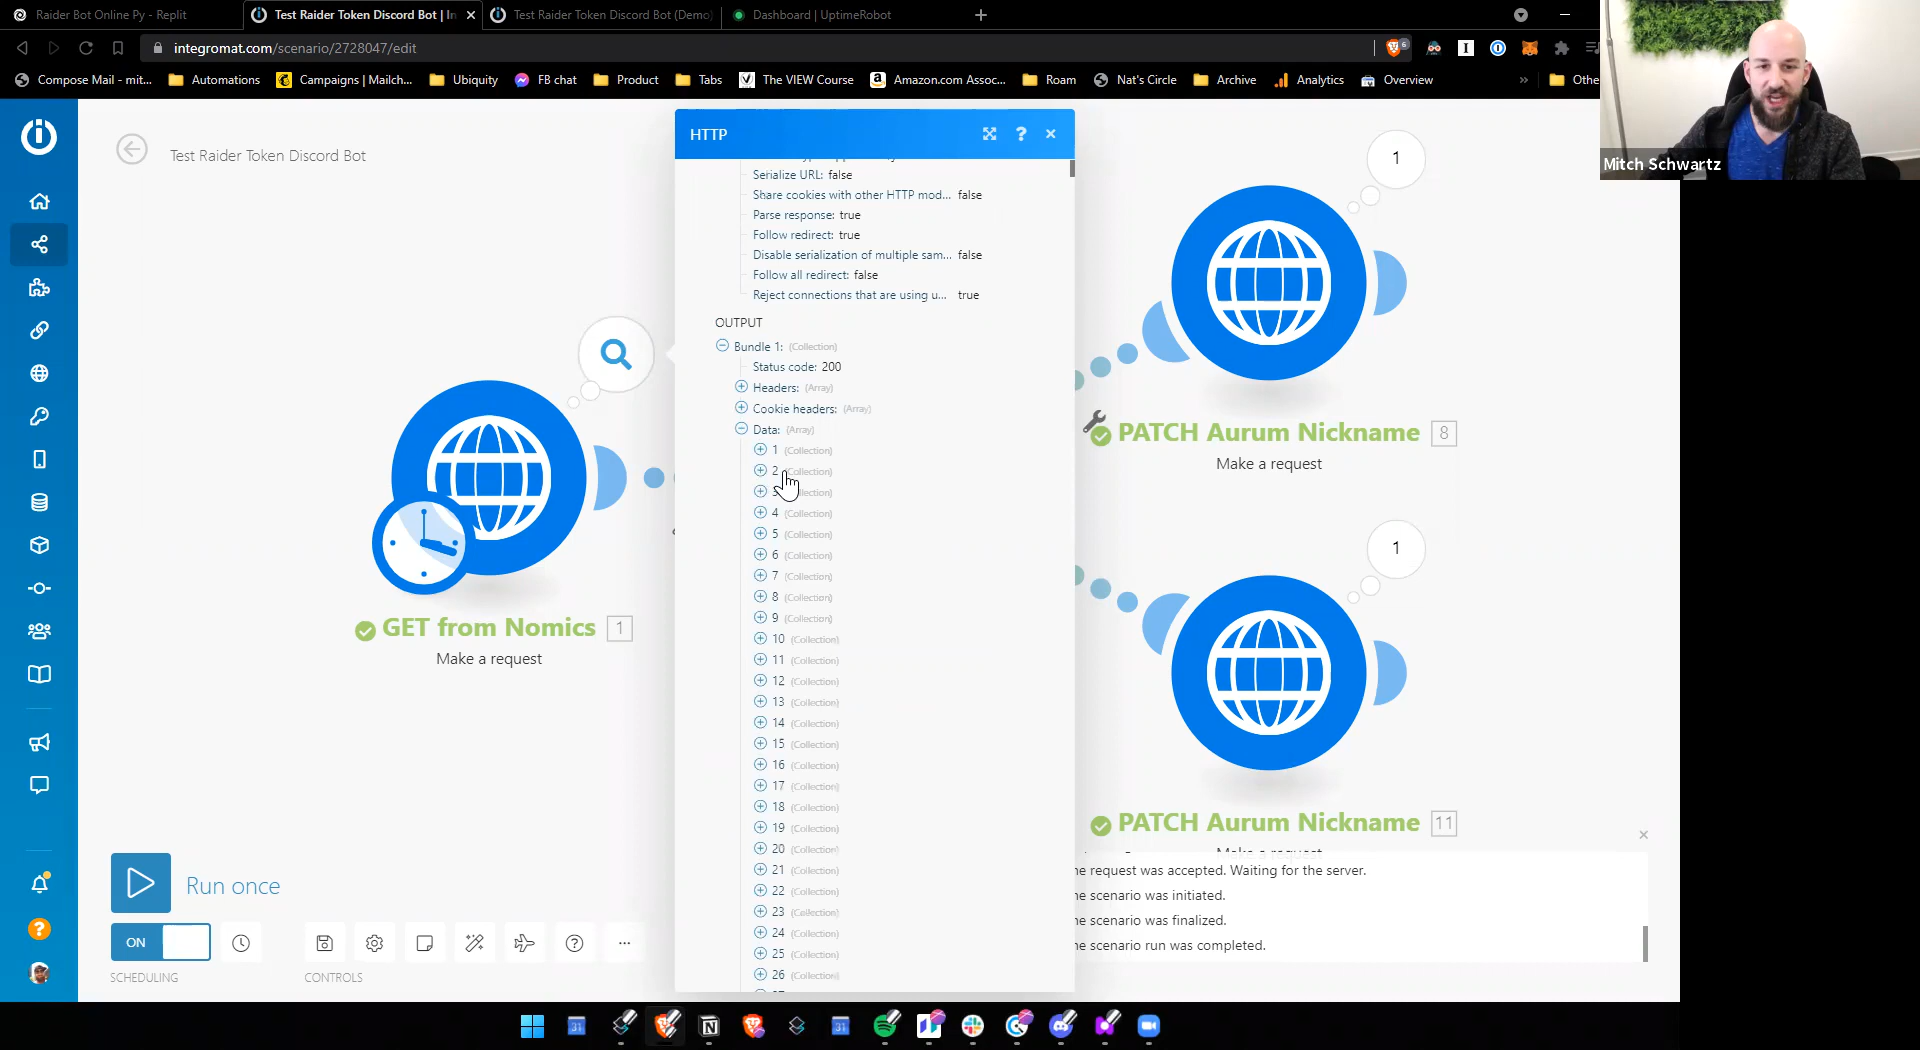 Raider Bot Online Py - Replit
Test Raider Token Discord Bot | In
Test Raider Token Discord Bot (Demo)
Dashboard | UptimeRobot
integromat.com/scenario/2728047/edit
Compose Mail - mit...
Automations
Campaigns | Mailch...
Ubiquity
FB chat
Product
Tabs
The VIEW Course
Amazon.com Assoc...
Roam
Nat's Circle
Archive
Analytics
Overview
Othe
Mitch Schwartz
Test Raider Token Discord Bot
HTTP
Serialize URL: false
Share cookies with other HTTP mod... false
Parse response: true
Follow redirect: true
Disable serialization of multiple sam... false
Follow all redirect: false
Reject connections that are using u... true
OUTPUT
Bundle 1: (Collection)
Status code: 200
Headers: (Array)
Cookie headers: (Array)
Data: (Array)
1 (Collection)
2 (Collection)
3
4 (Collection)
5 (Collection)
6 (Collection)
7 (Collection)
8 (Collection)
9 (Collection)
10 (Collection)
11 (Collection)
12 (Collection)
13 (Collection)
14 (Collection)
15 (Collection)
16 (Collection)
17 (Collection)
18 (Collection)
19 (Collection)
20 (Collection)
21 (Collection)
22 (Collection)
23 (Collection)
24 (Collection)
25 (Collection)
26 (Collection)
GET from Nomics 1
Make a request
1
PATCH Aurum Nickname 8
Make a request
1
PATCH Aurum Nickname 11
Make a request
he request was accepted. Waiting for the server.
he scenario was initiated.
he scenario was finalized.
he scenario run was completed.
Run once
ON
SCHEDULING
CONTROLS